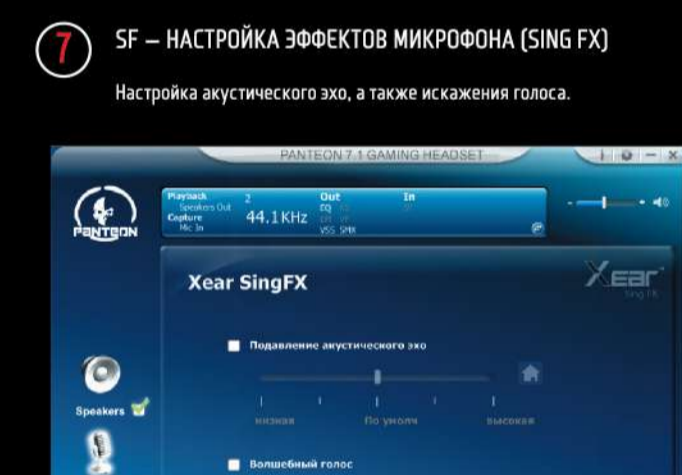 7
SF – НАСТРОЙКА ЭФФЕКТОВ МИКРОФОНА (SING FX)
Настройка акустического эхо, а также искажения голоса.
PANTEON 7.1 GAMING HEADSET
Playback 2 Out In
Speakers Out EQ
Capture 44.1KHz
Mic In VSS SMX
PANTEON
Xear SingFX
Xear
Sing FX
Подавление акустического эхо
низкая По умолч высокая
Speakers
Волшебный голос